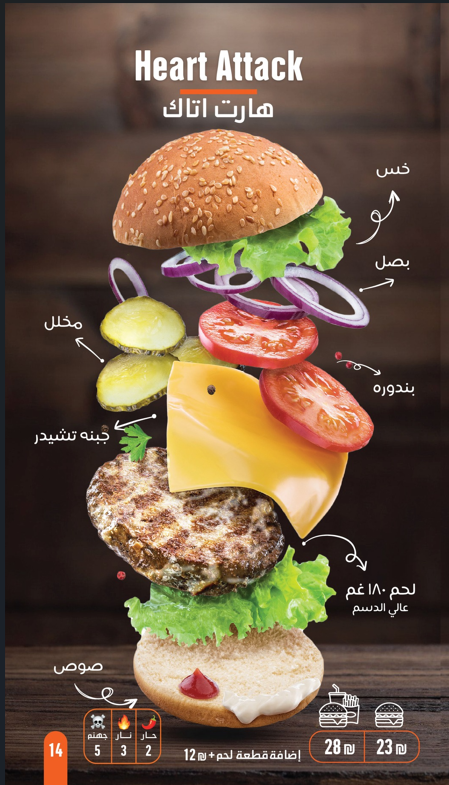 Heart Attack
هارت اتاك
خس
بصل
مخلل
بندوره
جبنه تشيدر
لحم ١٨٠ غم
عالي الدسم
صوص
حار
2
نار
3
جهنم
5
إضافة قطعة لحم + ₪12
28 ₪
23 ₪
14